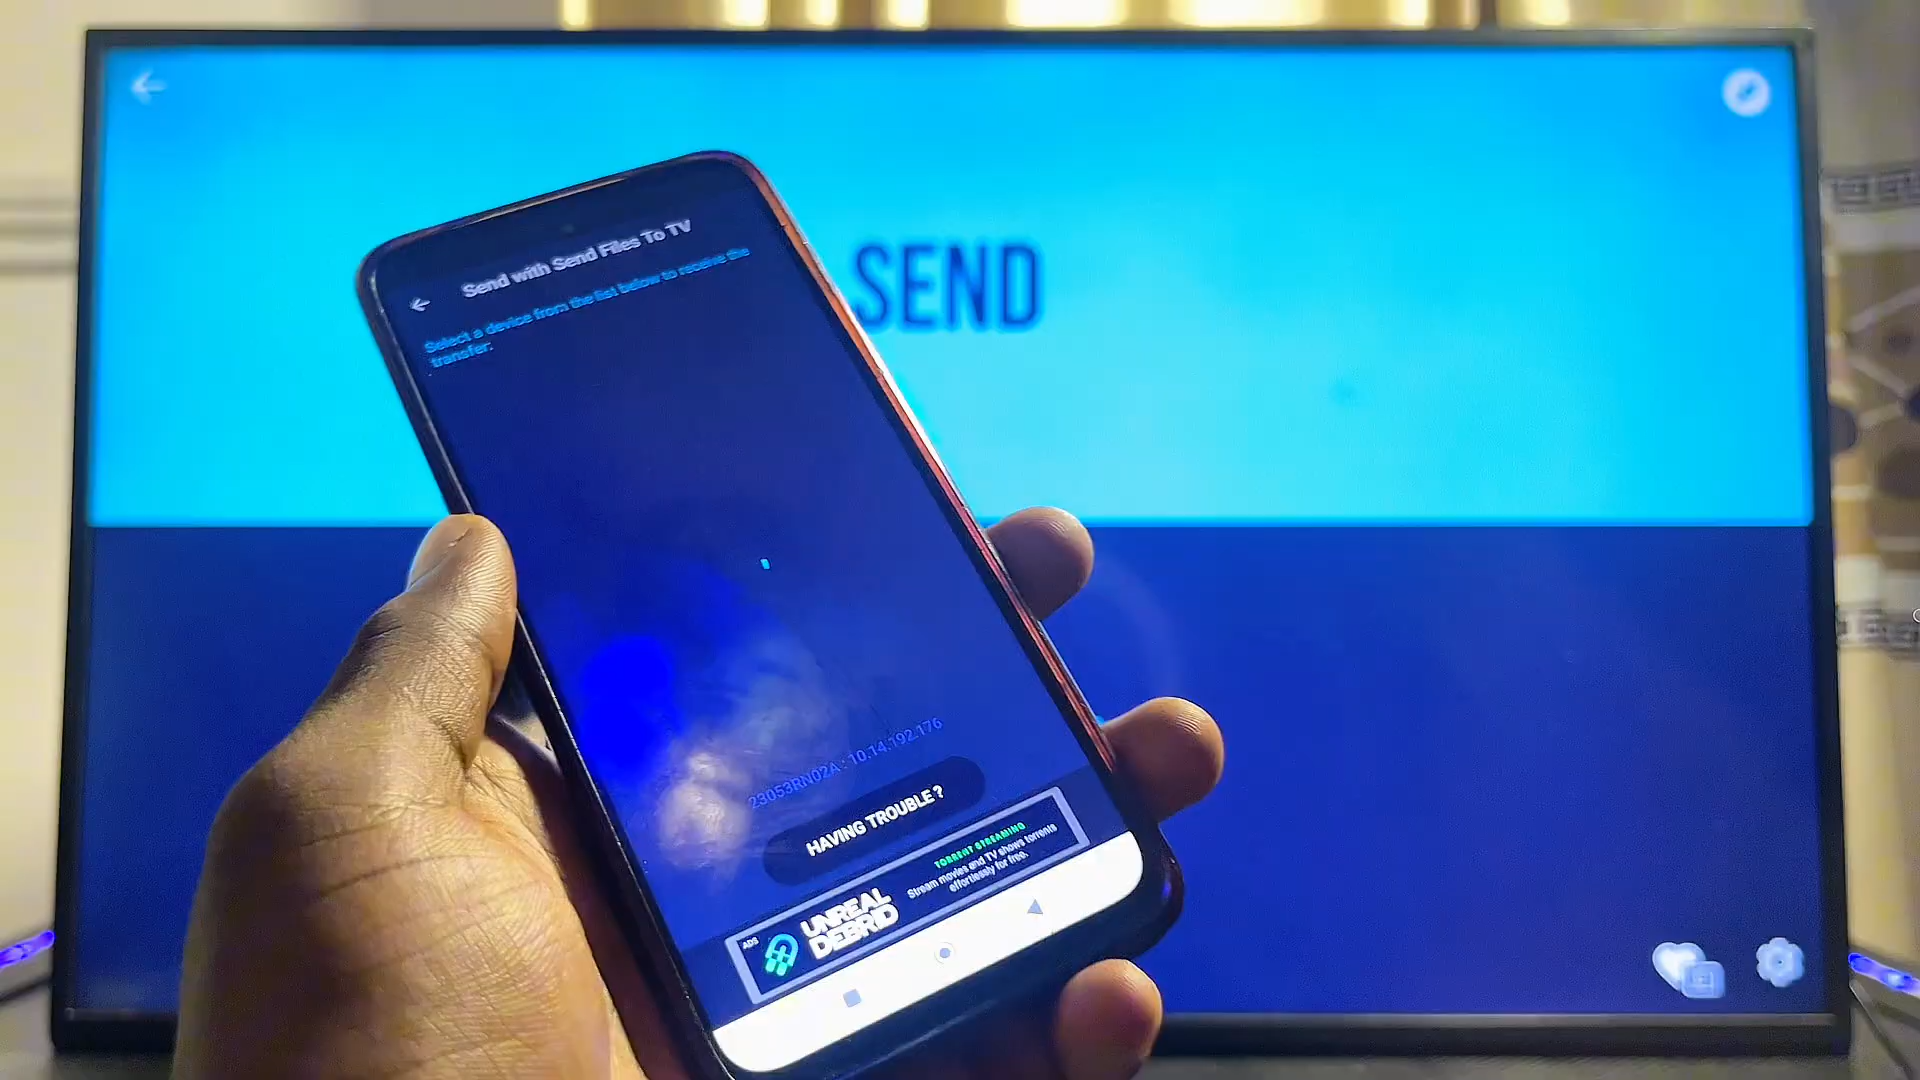 SEND
Send with Send Files To TV
Select a device from the list below to receive the
transfer:
23053RN02A : 10.14.192.176
HAVING TROUBLE ?
ADS
UNREAL
DEBRID
TORRENT STREAMING
Stream movies and TV shows torrents
effortlessly for free.